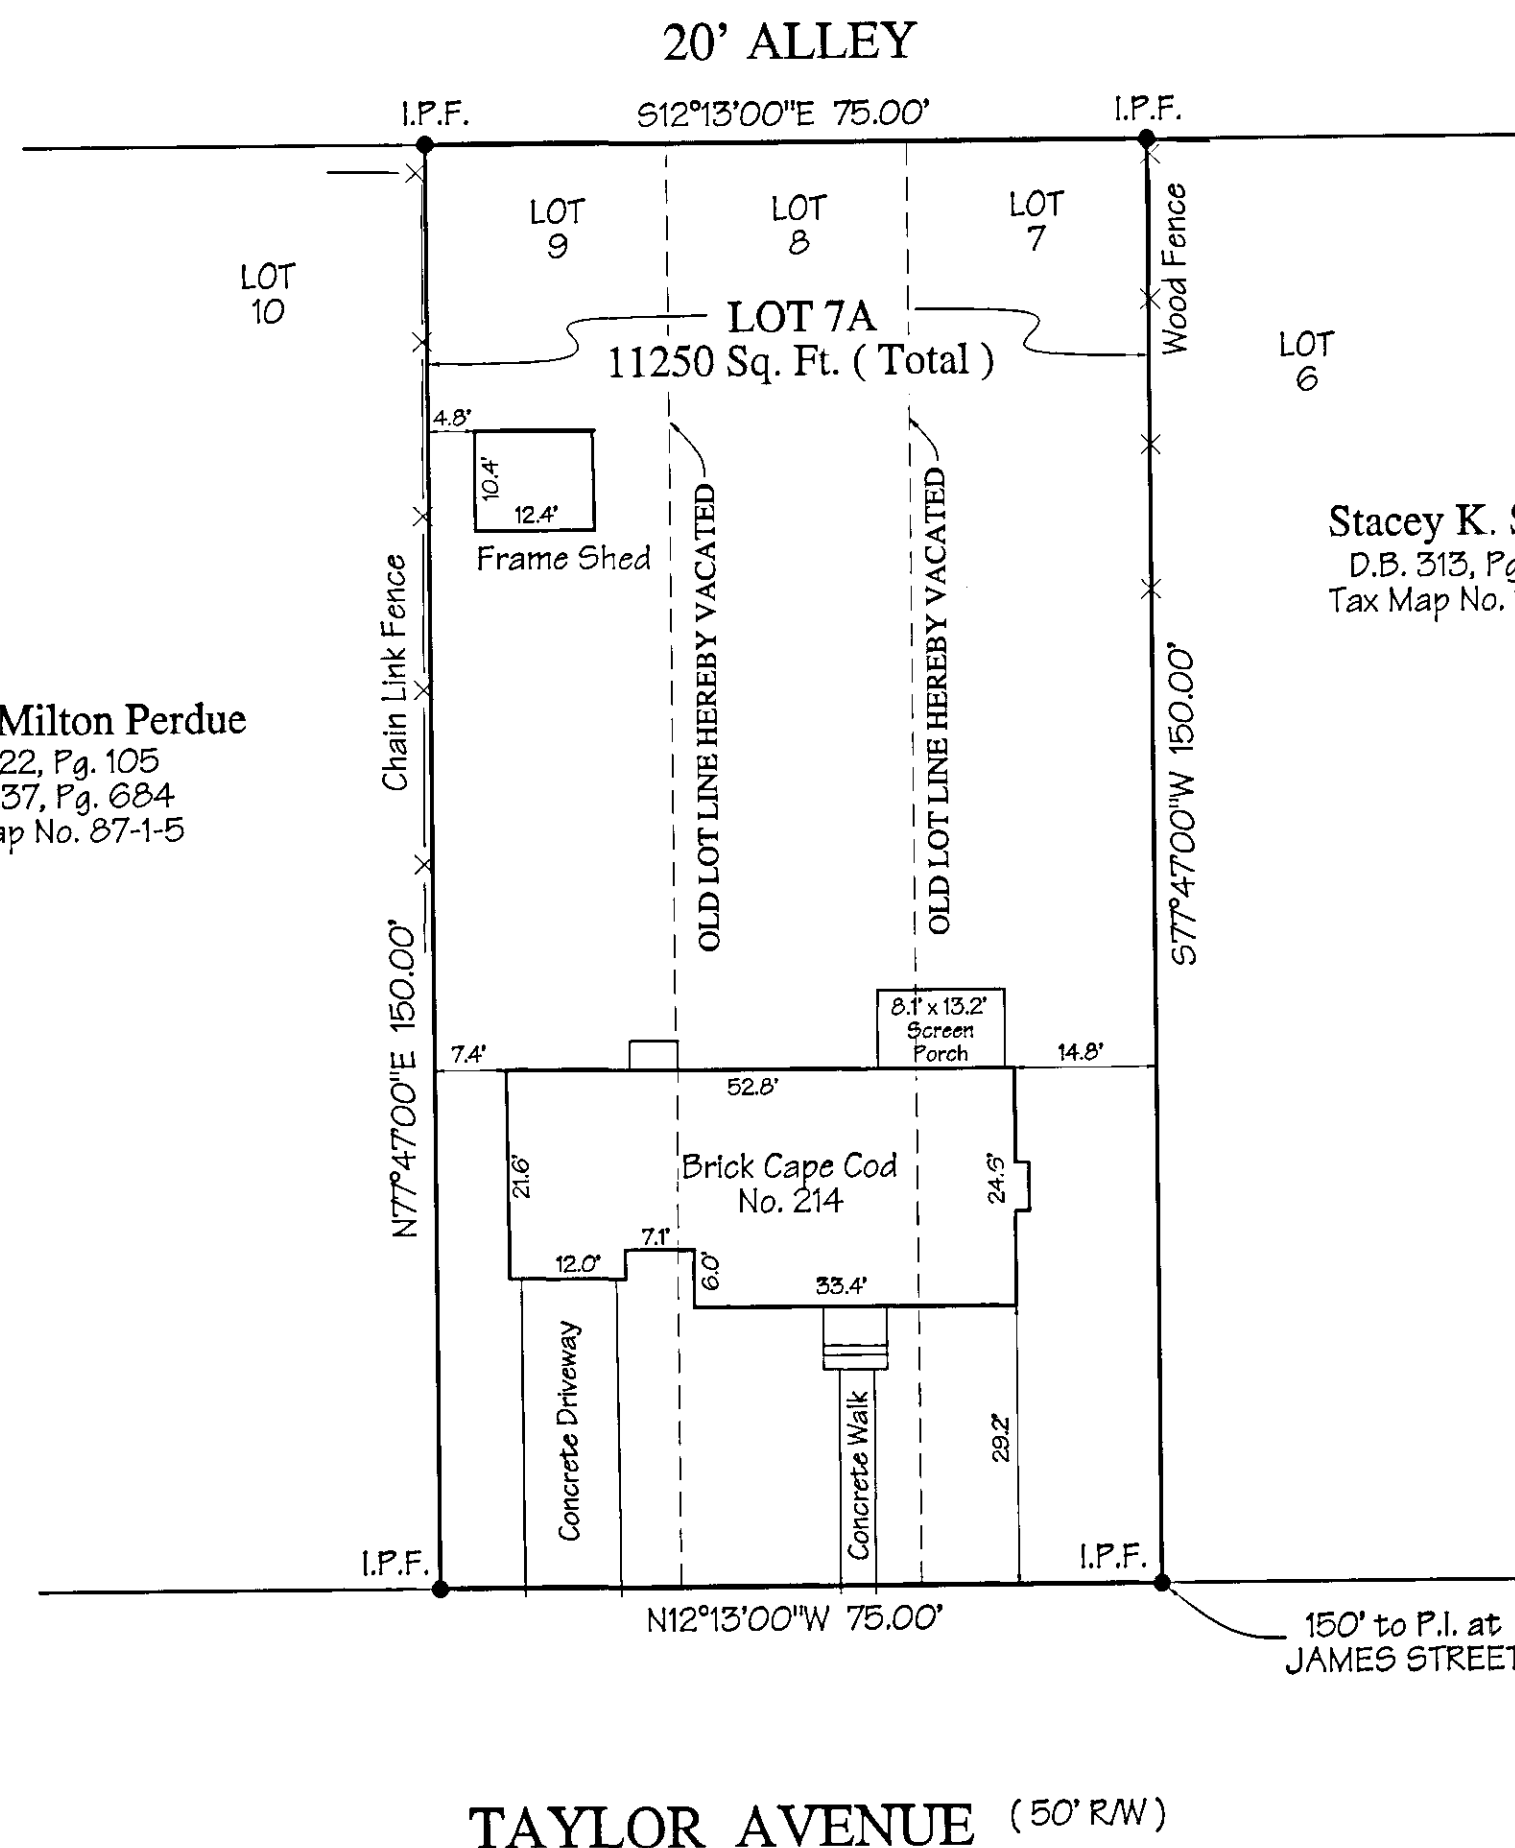 20' ALLEY
I.P.F.
S12°13'00"E 75.00'
I.P.F.
LOT
9
LOT
8
LOT
7
Wood Fence
LOT
10
LOT 7A
11250 Sq. Ft. ( Total )
LOT
6
4.8'
10.4'
12.4'
Frame Shed
OLD LOT LINE HEREBY VACATED
OLD LOT LINE HEREBY VACATED
Stacey K.
D.B. 313, Pg
Tax Map No.
Chain Link Fence
Milton Perdue
22, Pg. 105
37, Pg. 684
ap No. 87-1-5
S77°47'00"W 150.00'
N77°47'00"E 150.00'
8.1' x 13.2'
Screen
Porch
7.4'
14.8'
52.8'
21.6'
Brick Cape Cod
No. 214
7.1'
12.0'
6.0'
33.4'
Concrete Driveway
Concrete Walk
29.2'
I.P.F.
I.P.F.
N12°13'00"W 75.00'
150' to P.I. at
JAMES STREET
TAYLOR AVENUE ( 50' R/W )